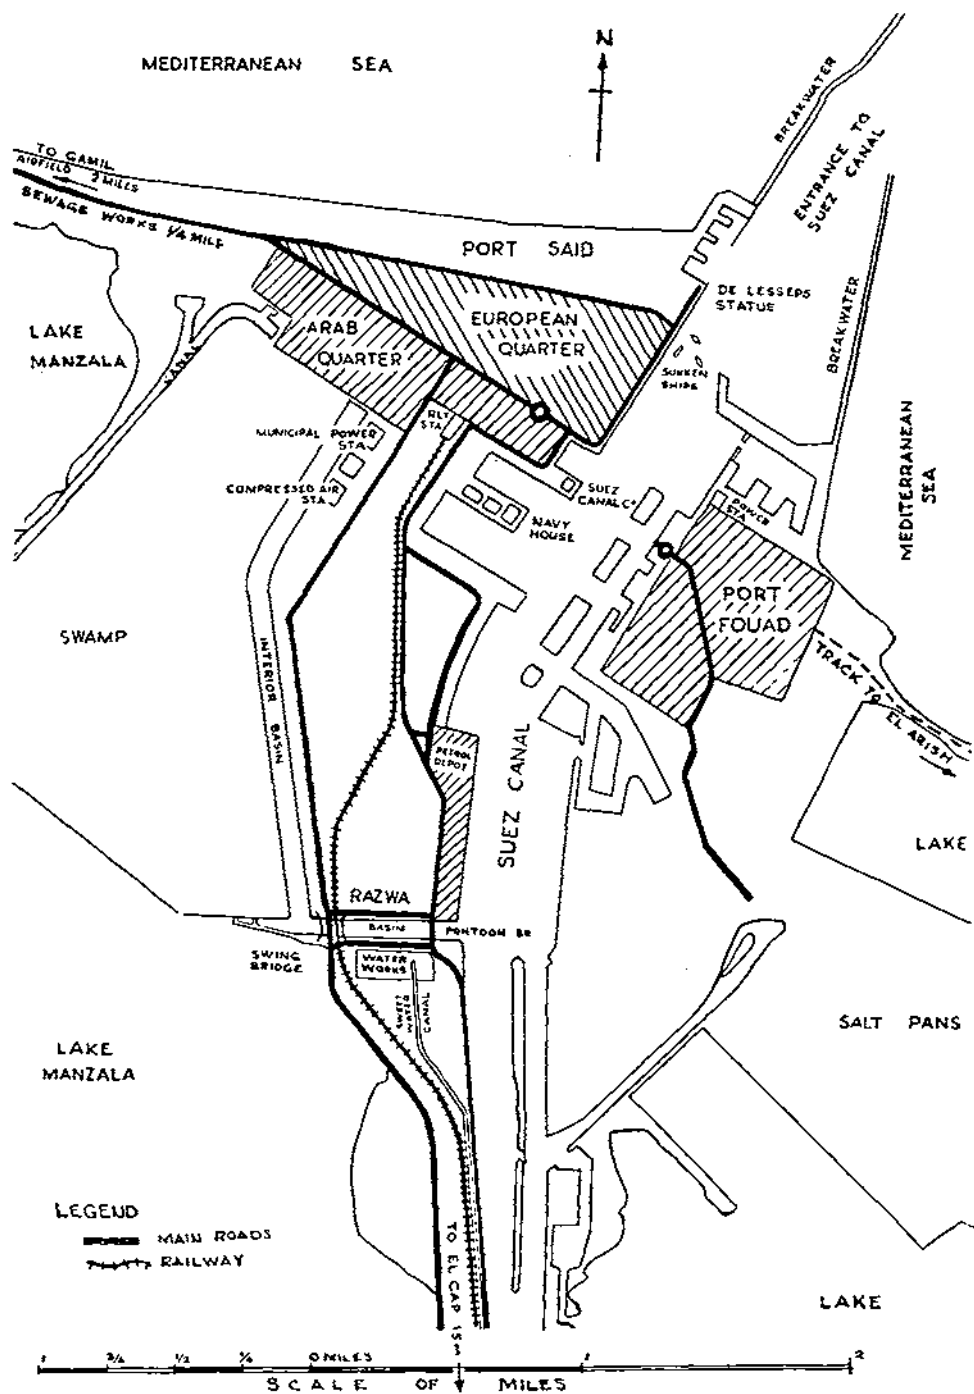 MEDITERRANEAN SEA
N
BREAKWATER
ENTRANCE TO
SUEZ CANAL
TO GAMIL
AIRFIELD 2 MILES
SEWAGE WORKS 1/4 MILE
PORT SAID
DE LESSEPS
STATUE
BREAKWATER
LAKE
MANZALA
CANAL
ARAB
QUARTER
EUROPEAN
QUARTER
SUNKEN
SHIPS
MEDITERRANEAN
SEA
RLY
STA.
MUNICIPAL POWER
STA.
COMPRESSED AIR
STA.
SUEZ
CANAL Cº
NAVY
HOUSE
POWER
STA.
PORT
FOUAD
SWAMP
INTERIOR BASIN
TRACK TO
EL ARISH
PETROL
DEPOT
SUEZ CANAL
LAKE
RAZWA
BASIN
PONTOON BR
SWING
BRIDGE
WATER
WORKS
SWEET
WATER
CANAL
SALT PANS
LAKE
MANZALA
LEGEND
MAIN ROADS
RAILWAY
TO EL CAP
LAKE
1 3/4 1/2 1/4 0 MILES 1 2
SCALE OF MILES